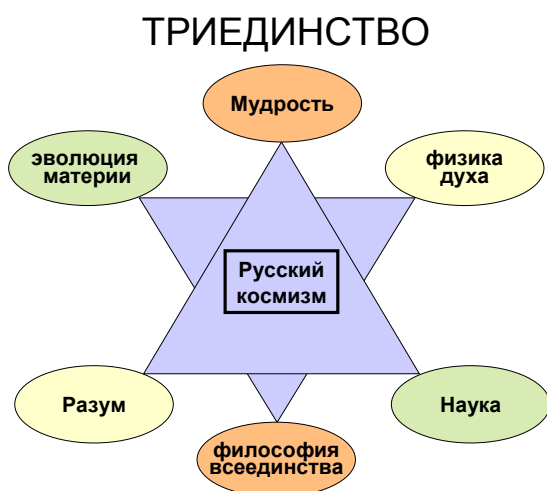 ТРИЕДИНСТВО
Мудрость
эволюция
материи
физика
духа
Русский
космизм
Разум
Наука
философия
всеединства